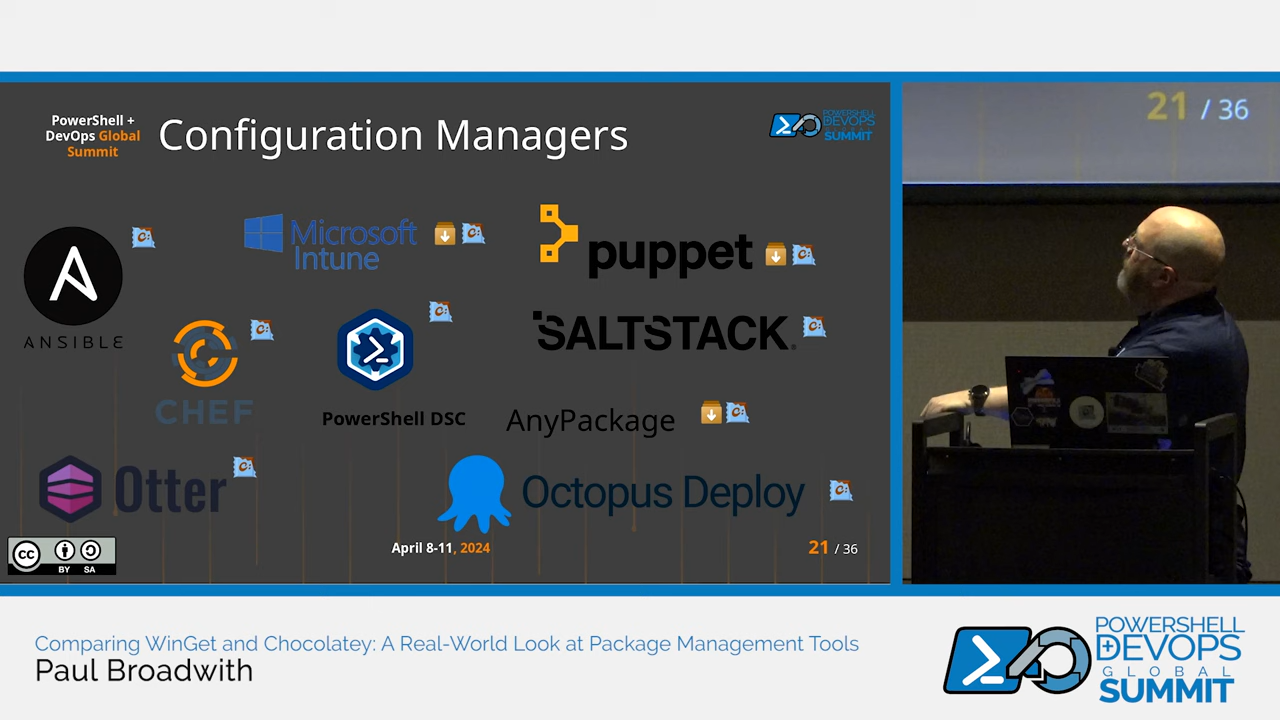 PowerShell +
DevOps Global
Summit
Configuration Managers
POWERSHELL
DEVOPS
GLOBAL
SUMMIT
21 / 36
Microsoft
Intune
puppet
ANSIBLE
SALTSTACK.
CHEF
PowerShell DSC
AnyPackage
Otter
Octopus Deploy
cc
BY SA
April 8-11, 2024
21 / 36
Comparing WinGet and Chocolatey: A Real-World Look at Package Management Tools
Paul Broadwith
POWERSHELL
DEVOPS
GLOBAL
SUMMIT